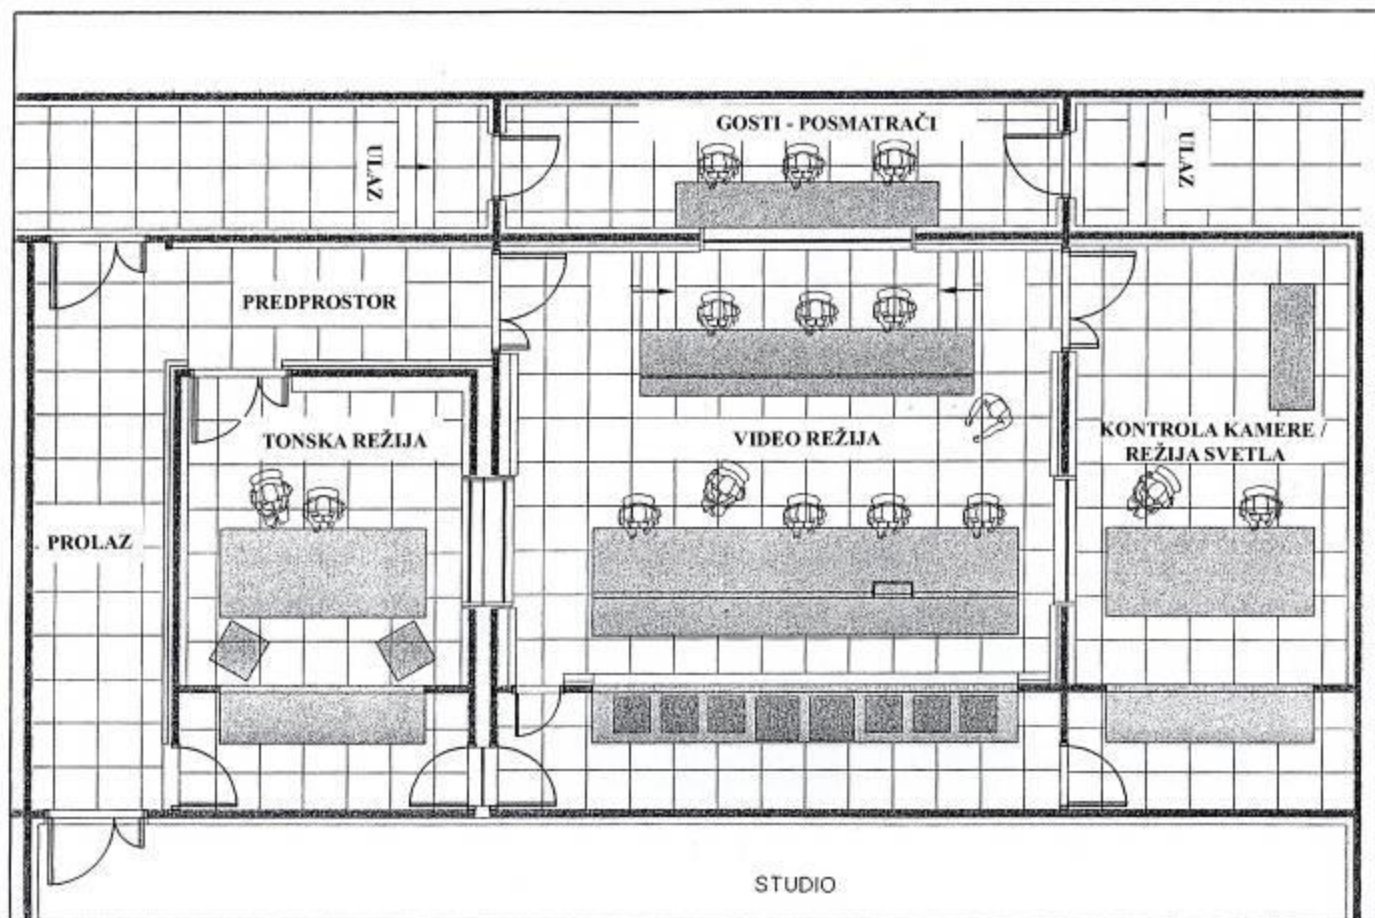 GOSTI - POSMATRAČI
ULAZ
ULAZ
PREDPROSTOR
TONSKA REŽIJA
VIDEO REŽIJA
KONTROLA KAMERE /
REŽIJA SVETLA
PROLAZ
STUDIO